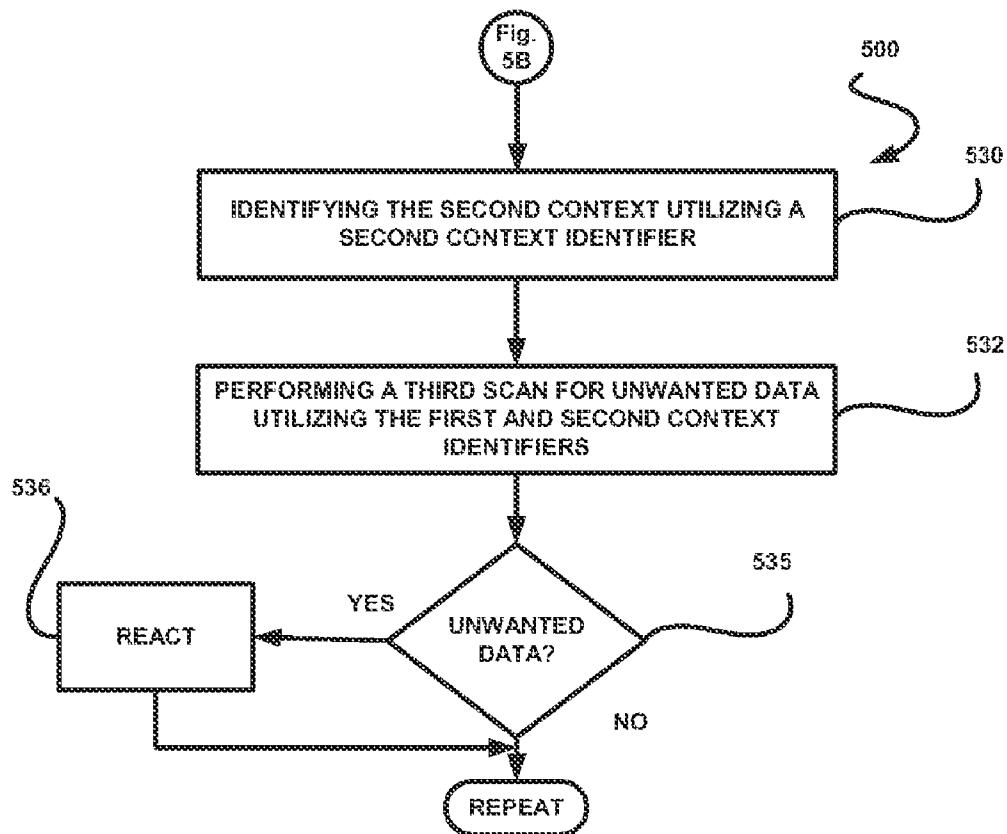 Fig.
5B
500
530
IDENTIFYING THE SECOND CONTEXT UTILIZING A
SECOND CONTEXT IDENTIFIER
532
PERFORMING A THIRD SCAN FOR UNWANTED DATA
UTILIZING THE FIRST AND SECOND CONTEXT
IDENTIFIERS
536
535
YES
REACT
UNWANTED
DATA?
NO
REPEAT